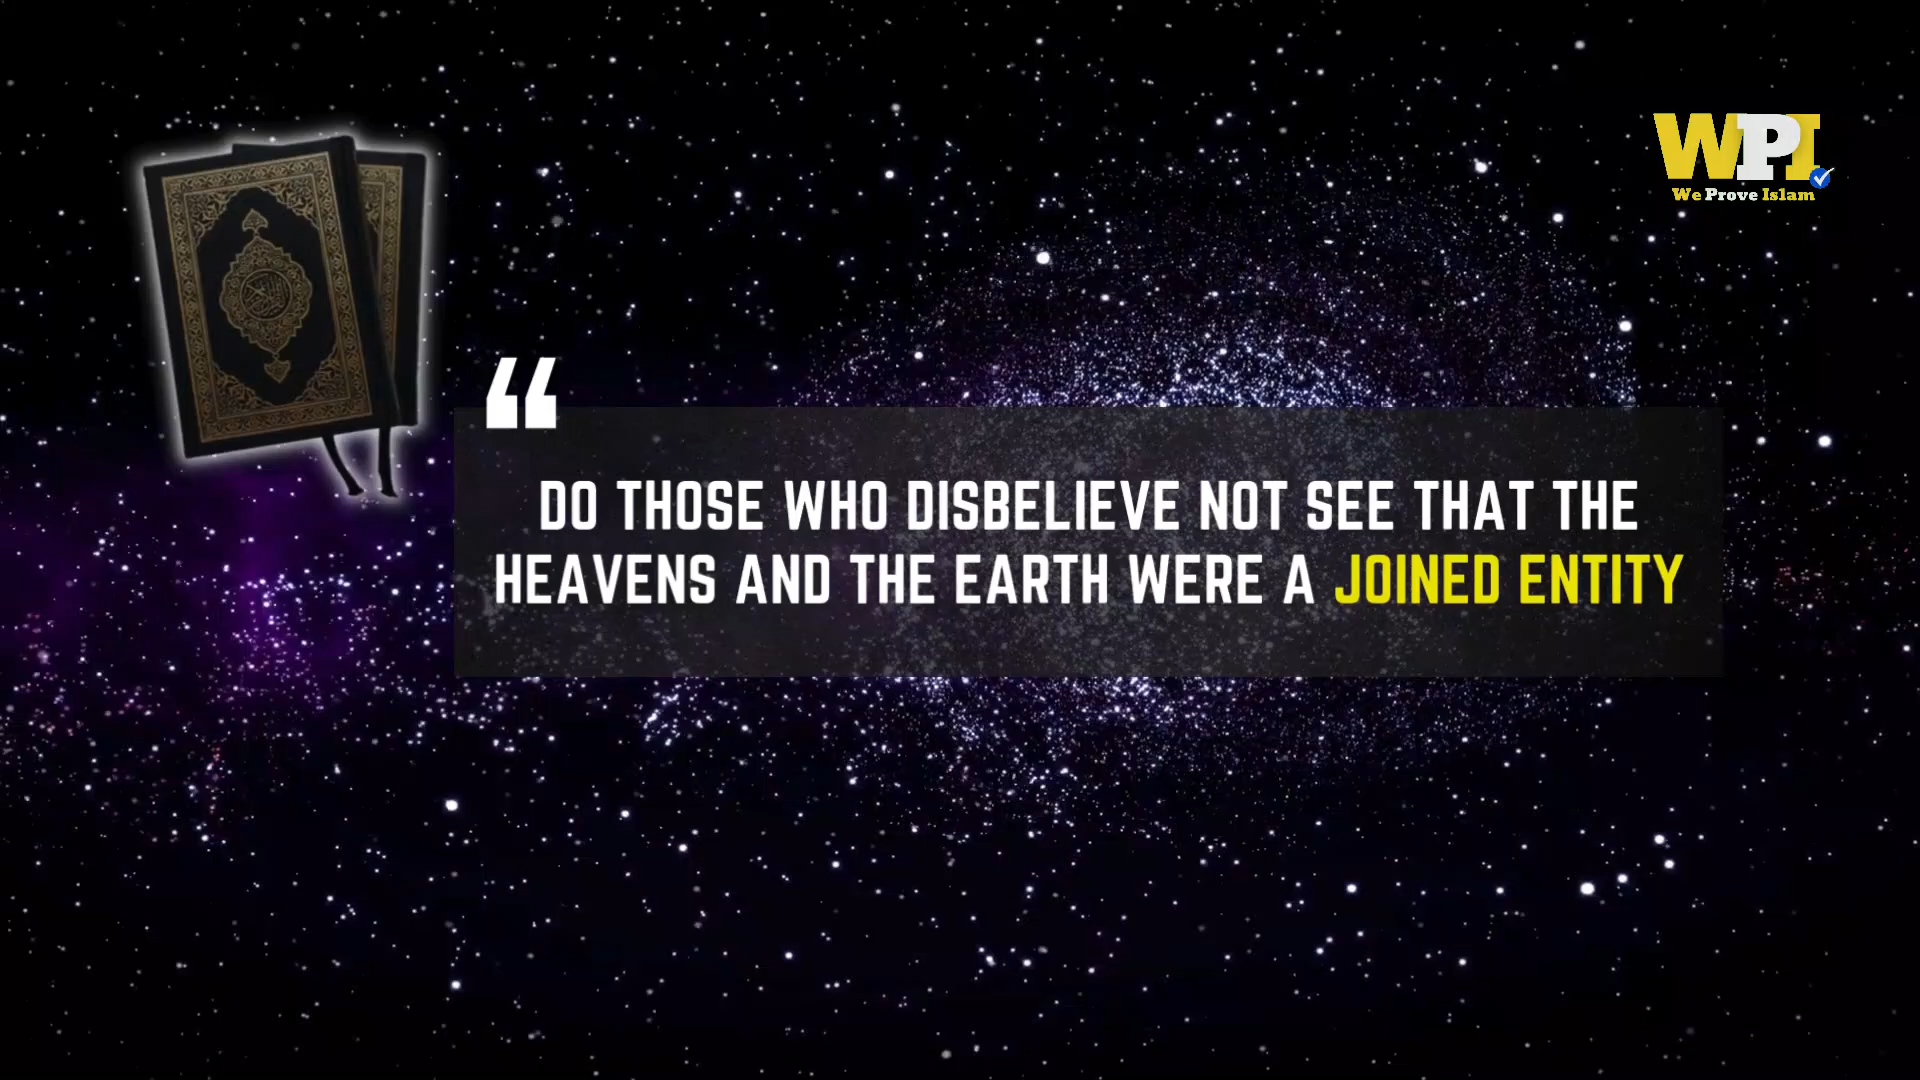 WPI
We Prove Islam
“
DO THOSE WHO DISBELIEVE NOT SEE THAT THE
HEAVENS AND THE EARTH WERE A JOINED ENTITY